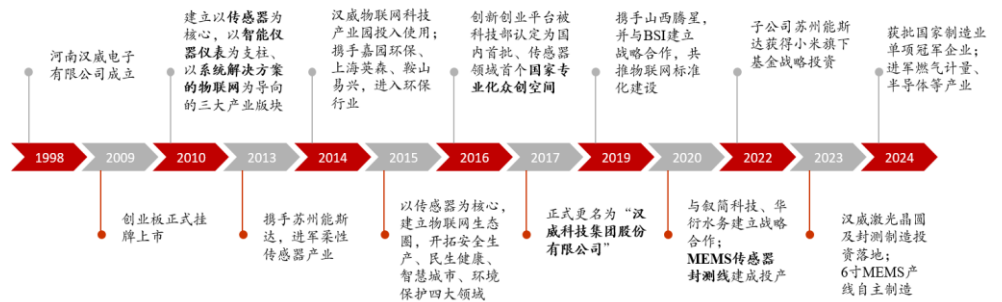 河南汉威电子
有限公司成立
建立以传感器为
核心，以智能仪
器仪表为支柱、
以系统解决方案
的物联网为导向
的三大产业版块
汉威物联网科技
产业园投入使用；
携手嘉园环保、
上海英森、鞍山
易兴，进入环保
行业
创新创业平台被
科技部认定为国
内首批、传感器
领域首个国家专
业化众创空间
携手山西腾星，
并与BSI建立
战略合作，共
推物联网标准
化建设
子公司苏州能斯
达获得小米旗下
基金战略投资
获批国家制造业
单项冠军企业；
进军燃气计量、
半导体等产业
1998
2009
2010
2013
2014
2015
2016
2017
2019
2020
2022
2023
2024
创业板正式挂
牌上市
携手苏州能斯
达，进军柔性
传感器产业
以传感器为核心，
建立物联网生态
圈，开拓安全生
产、民生健康、
智慧城市、环境
保护四大领域
正式更名为“汉
威科技集团股份
有限公司”
与叙简科技、华
衍水务建立战略
合作；
MEMS传感器
封测线建成投产
汉威激光晶圆
及封测制造投
资落地；
6寸MEMS产
线自主制造